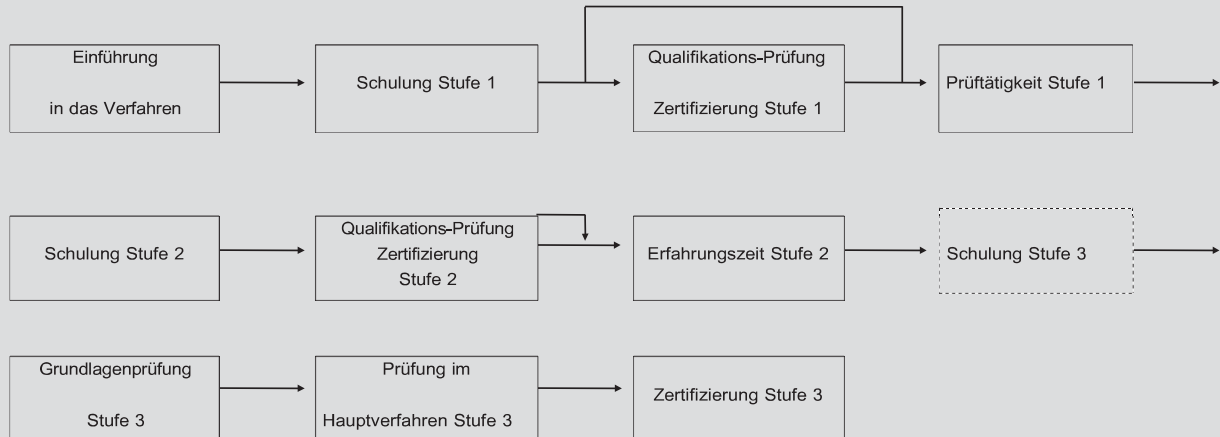 Einführung
in das Verfahren
Schulung Stufe 1
Qualifikations-Prüfung
Zertifizierung Stufe 1
Prüftätigkeit Stufe 1
Schulung Stufe 2
Qualifikations-Prüfung
Zertifizierung
Stufe 2
Erfahrungszeit Stufe 2
Schulung Stufe 3
Grundlagenprüfung
Stufe 3
Prüfung im
Hauptverfahren Stufe 3
Zertifizierung Stufe 3